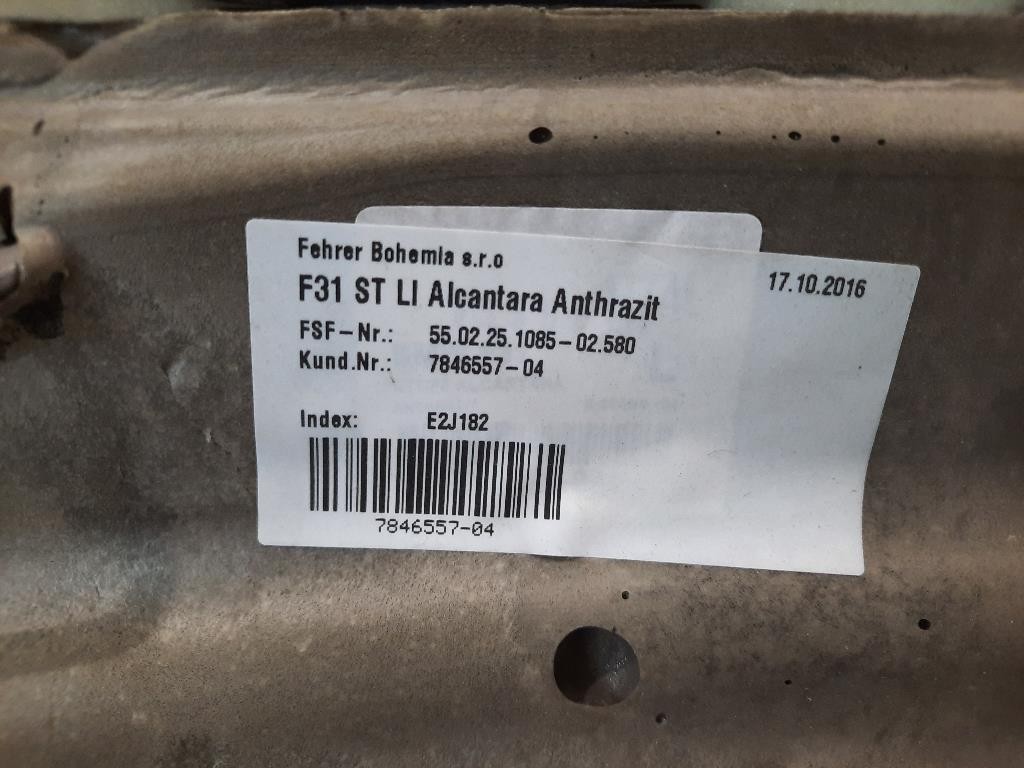 Fehrer Bohemia s.r.o
17.10.2016
F31 ST LI Alcantara Anthrazit
FSF-Nr.: 55.02.25.1085-02.580
Kund.Nr.: 7846557-04
Index: E2J182
7846557-04